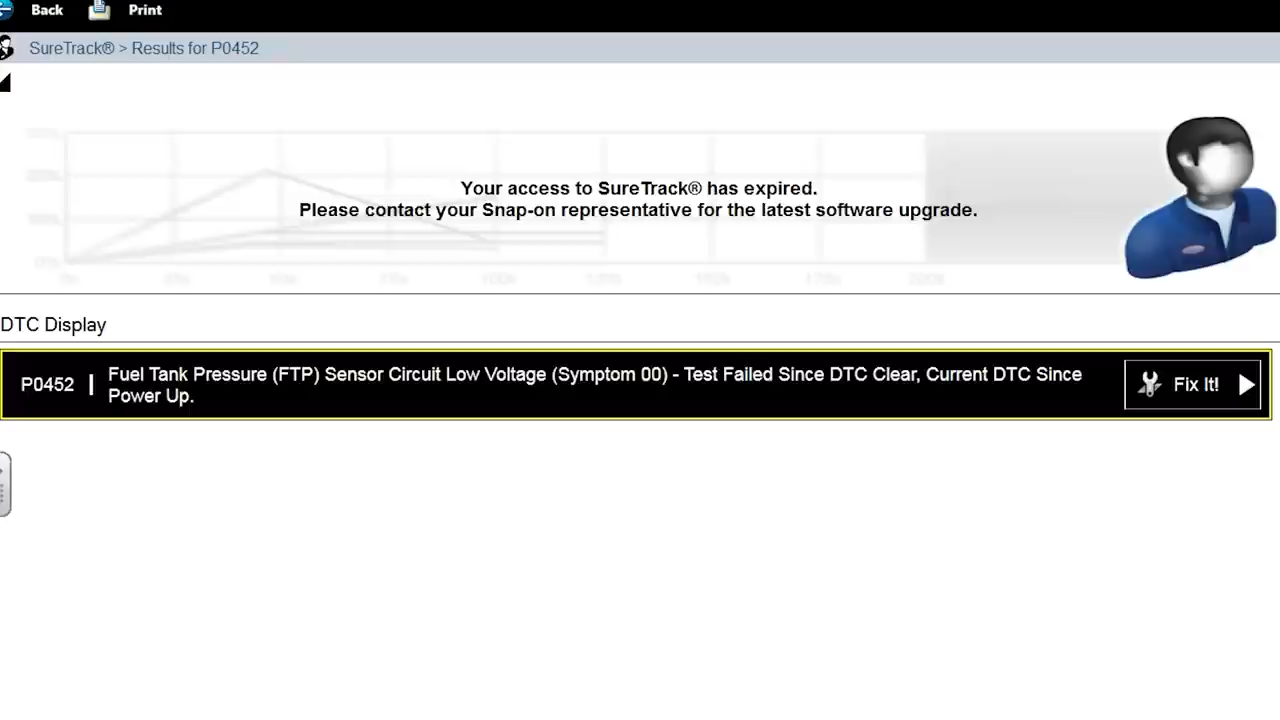 Back Print
SureTrack® > Results for P0452
Your access to SureTrack® has expired.
Please contact your Snap-on representative for the latest software upgrade.
DTC Display
P0452 | Fuel Tank Pressure (FTP) Sensor Circuit Low Voltage (Symptom 00) - Test Failed Since DTC Clear, Current DTC Since
Power Up.
Fix It!